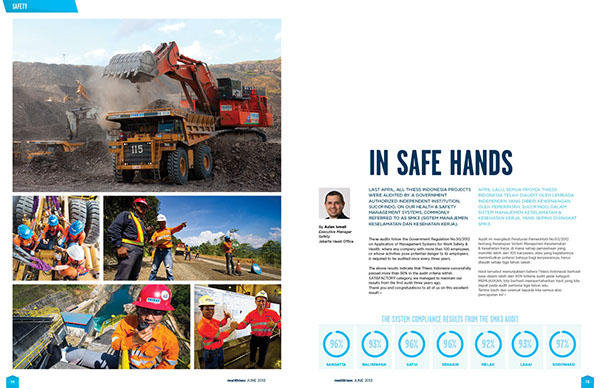 SAFETY
115
IN SAFE HANDS
LAST APRIL, ALL THIESS INDONESIA PROJECTS
WERE AUDITED BY A GOVERNMENT
AUTHORIZED INDEPENDENT INSTITUTION,
SUCOFINDO, ON OUR HEALTH & SAFETY
MANAGEMENT SYSTEMS, COMMONLY
REFERRED TO AS SMK3 (SISTEM MANAJEMEN
KESELAMATAN DAN KESEHATAN KERJA).
APRIL LALU, SEMUA PROYEK THIESS
INDONESIA TELAH DIAUDIT OLEH LEMBAGA
INDEPENDEN YANG DIBERI KEWENANGAN
OLEH PEMERINTAH, SUCOFINDO, DALAM
SISTEM MANAJEMEN KESELAMATAN &
KESEHATAN KERJA, YANG SERING DISINGKAT
SMK3.
By Aslan Ismail
Executive Manager
Safety
Jakarta Head Office
These audits follow the Government Regulation No.50/2012
on Application of Management Systems for Work Safety &
Health, where any company with more than 100 employees,
or whose activities pose potential danger to its employees,
is required to be audited once every three years.
The above results indicate that Thiess Indonesia successfully
passed more than 90% in the audit criteria within
SATISFACTORY category. We managed to maintain our
results from the first audit three years ago.
Thank you and congratulations to all of us on this excellent
result!
Audit ini mengikuti Peraturan Pemerintah No.50/2012
tentang Penerapan Sistem Manajemen Keselamatan
& Kesehatan Kerja, di mana setiap perusahaan yang
memiliki lebih dari 100 karyawan, atau yang kegiatannya
menimbulkan potensi bahaya bagi karyawannya, harus
diaudit setiap tiga tahun sekali.
Hasil tersebut menunjukkan bahwa Thiess Indonesia berhasil
lulus dalam lebih dari 90% kriteria audit pada kategori
MEMUASKAN. Kita berhasil mempertahankan hasil yang kita
dapat pada audit pertama tiga tahun lalu.
Terima kasih dan selamat kepada kita semua atas
pencapaian ini!
THE SYSTEM COMPLIANCE RESULTS FROM THE SMK3 AUDIT
96% 93% 96% 96% 92% 93% 97%
SANGATTA BALIKPAPAN SATUI SENAKIN MELAK LASAI
JUNE 2013
JUNE 2013